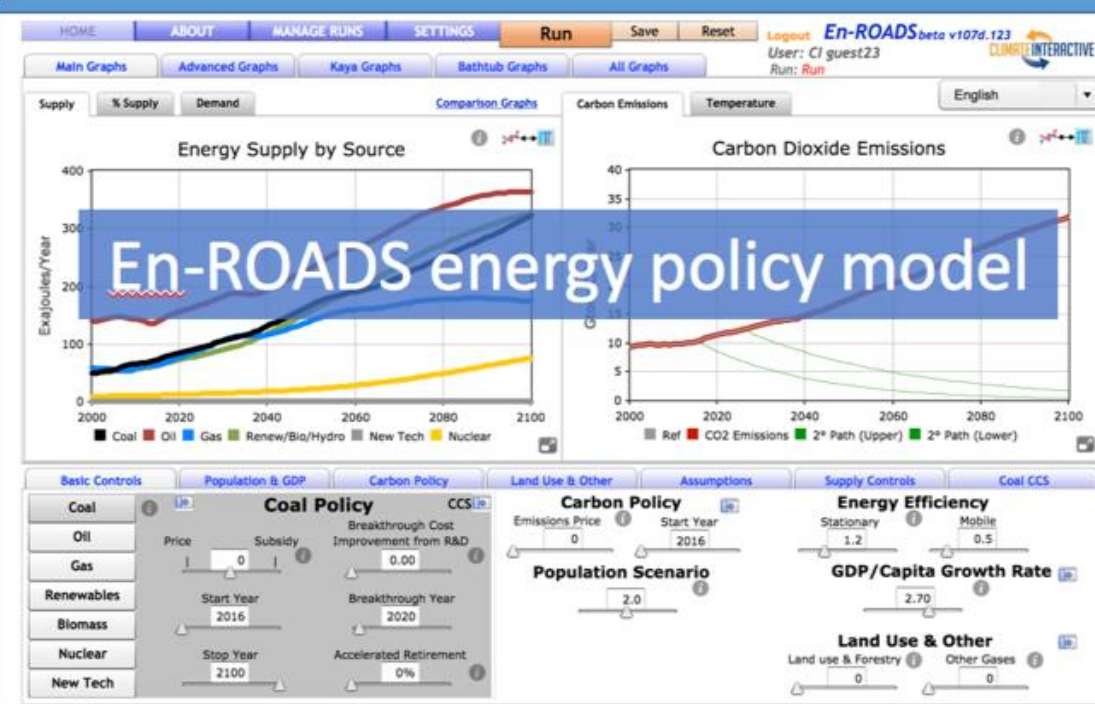 HOME ABOUT MANAGE RUNS SETTINGS Run Save Reset Logout En-ROADS beta v107d.123
User: CI guest23 CLIMATE INTERACTIVE
Run: Run
Main Graphs Advanced Graphs Kaya Graphs Bathtub Graphs All Graphs
English
Supply % Supply Demand Comparison Graphs Carbon Emissions Temperature
Energy Supply by Source Carbon Dioxide Emissions
400 40
35
300
En-ROADS energy policy model
Exajoules/Year
200
15
100 10
5
0 0
2000 2020 2040 2060 2080 2100 2000 2020 2040 2060 2080 2100
Coal Oil Gas Renew/Bio/Hydro New Tech Nuclear Ref CO2 Emissions 2° Path (Upper) 2° Path (Lower)
Basic Controls Population & GDP Carbon Policy Land Use & Other Assumptions Supply Controls Coal CCS
Coal Coal Policy CCS Carbon Policy Energy Efficiency
Oil Price Subsidy Breakthrough Cost Improvement from R&D Emissions Price Start Year Stationary Mobile
0 0.00 0 2016 1.2 0.5
Gas Population Scenario GDP/Capita Growth Rate
Renewables Start Year Breakthrough Year 2.0 2.70
Biomass 2016 2020
Nuclear Stop Year Accelerated Retirement Land Use & Other
New Tech 2100 0% Land use & Forestry Other Gases
0 0